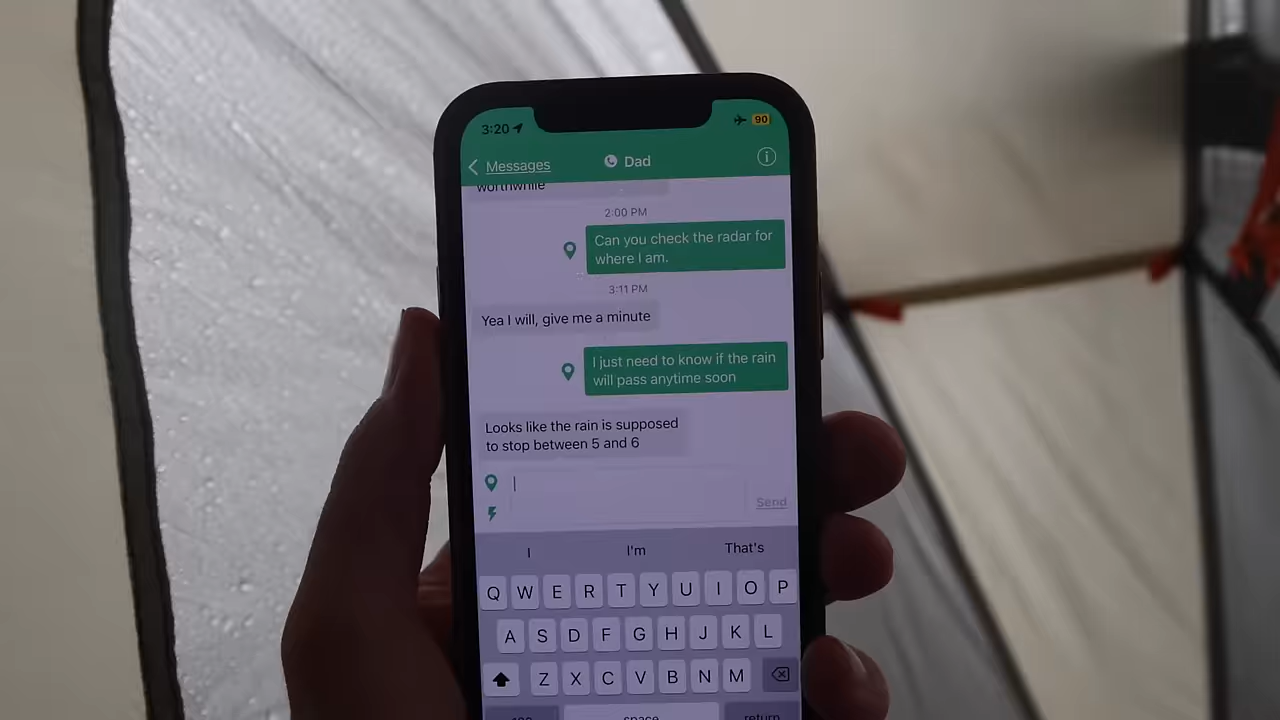 3:20
90
Messages
Dad
worthwhile
2:00 PM
Can you check the radar for
where I am.
3:11 PM
Yea I will, give me a minute
I just need to know if the rain
will pass anytime soon
Looks like the rain is supposed
to stop between 5 and 6
Send
I I'm That's
Q W E R T Y U I O P
A S D F G H J K L
Z X C V B N M
123 space return